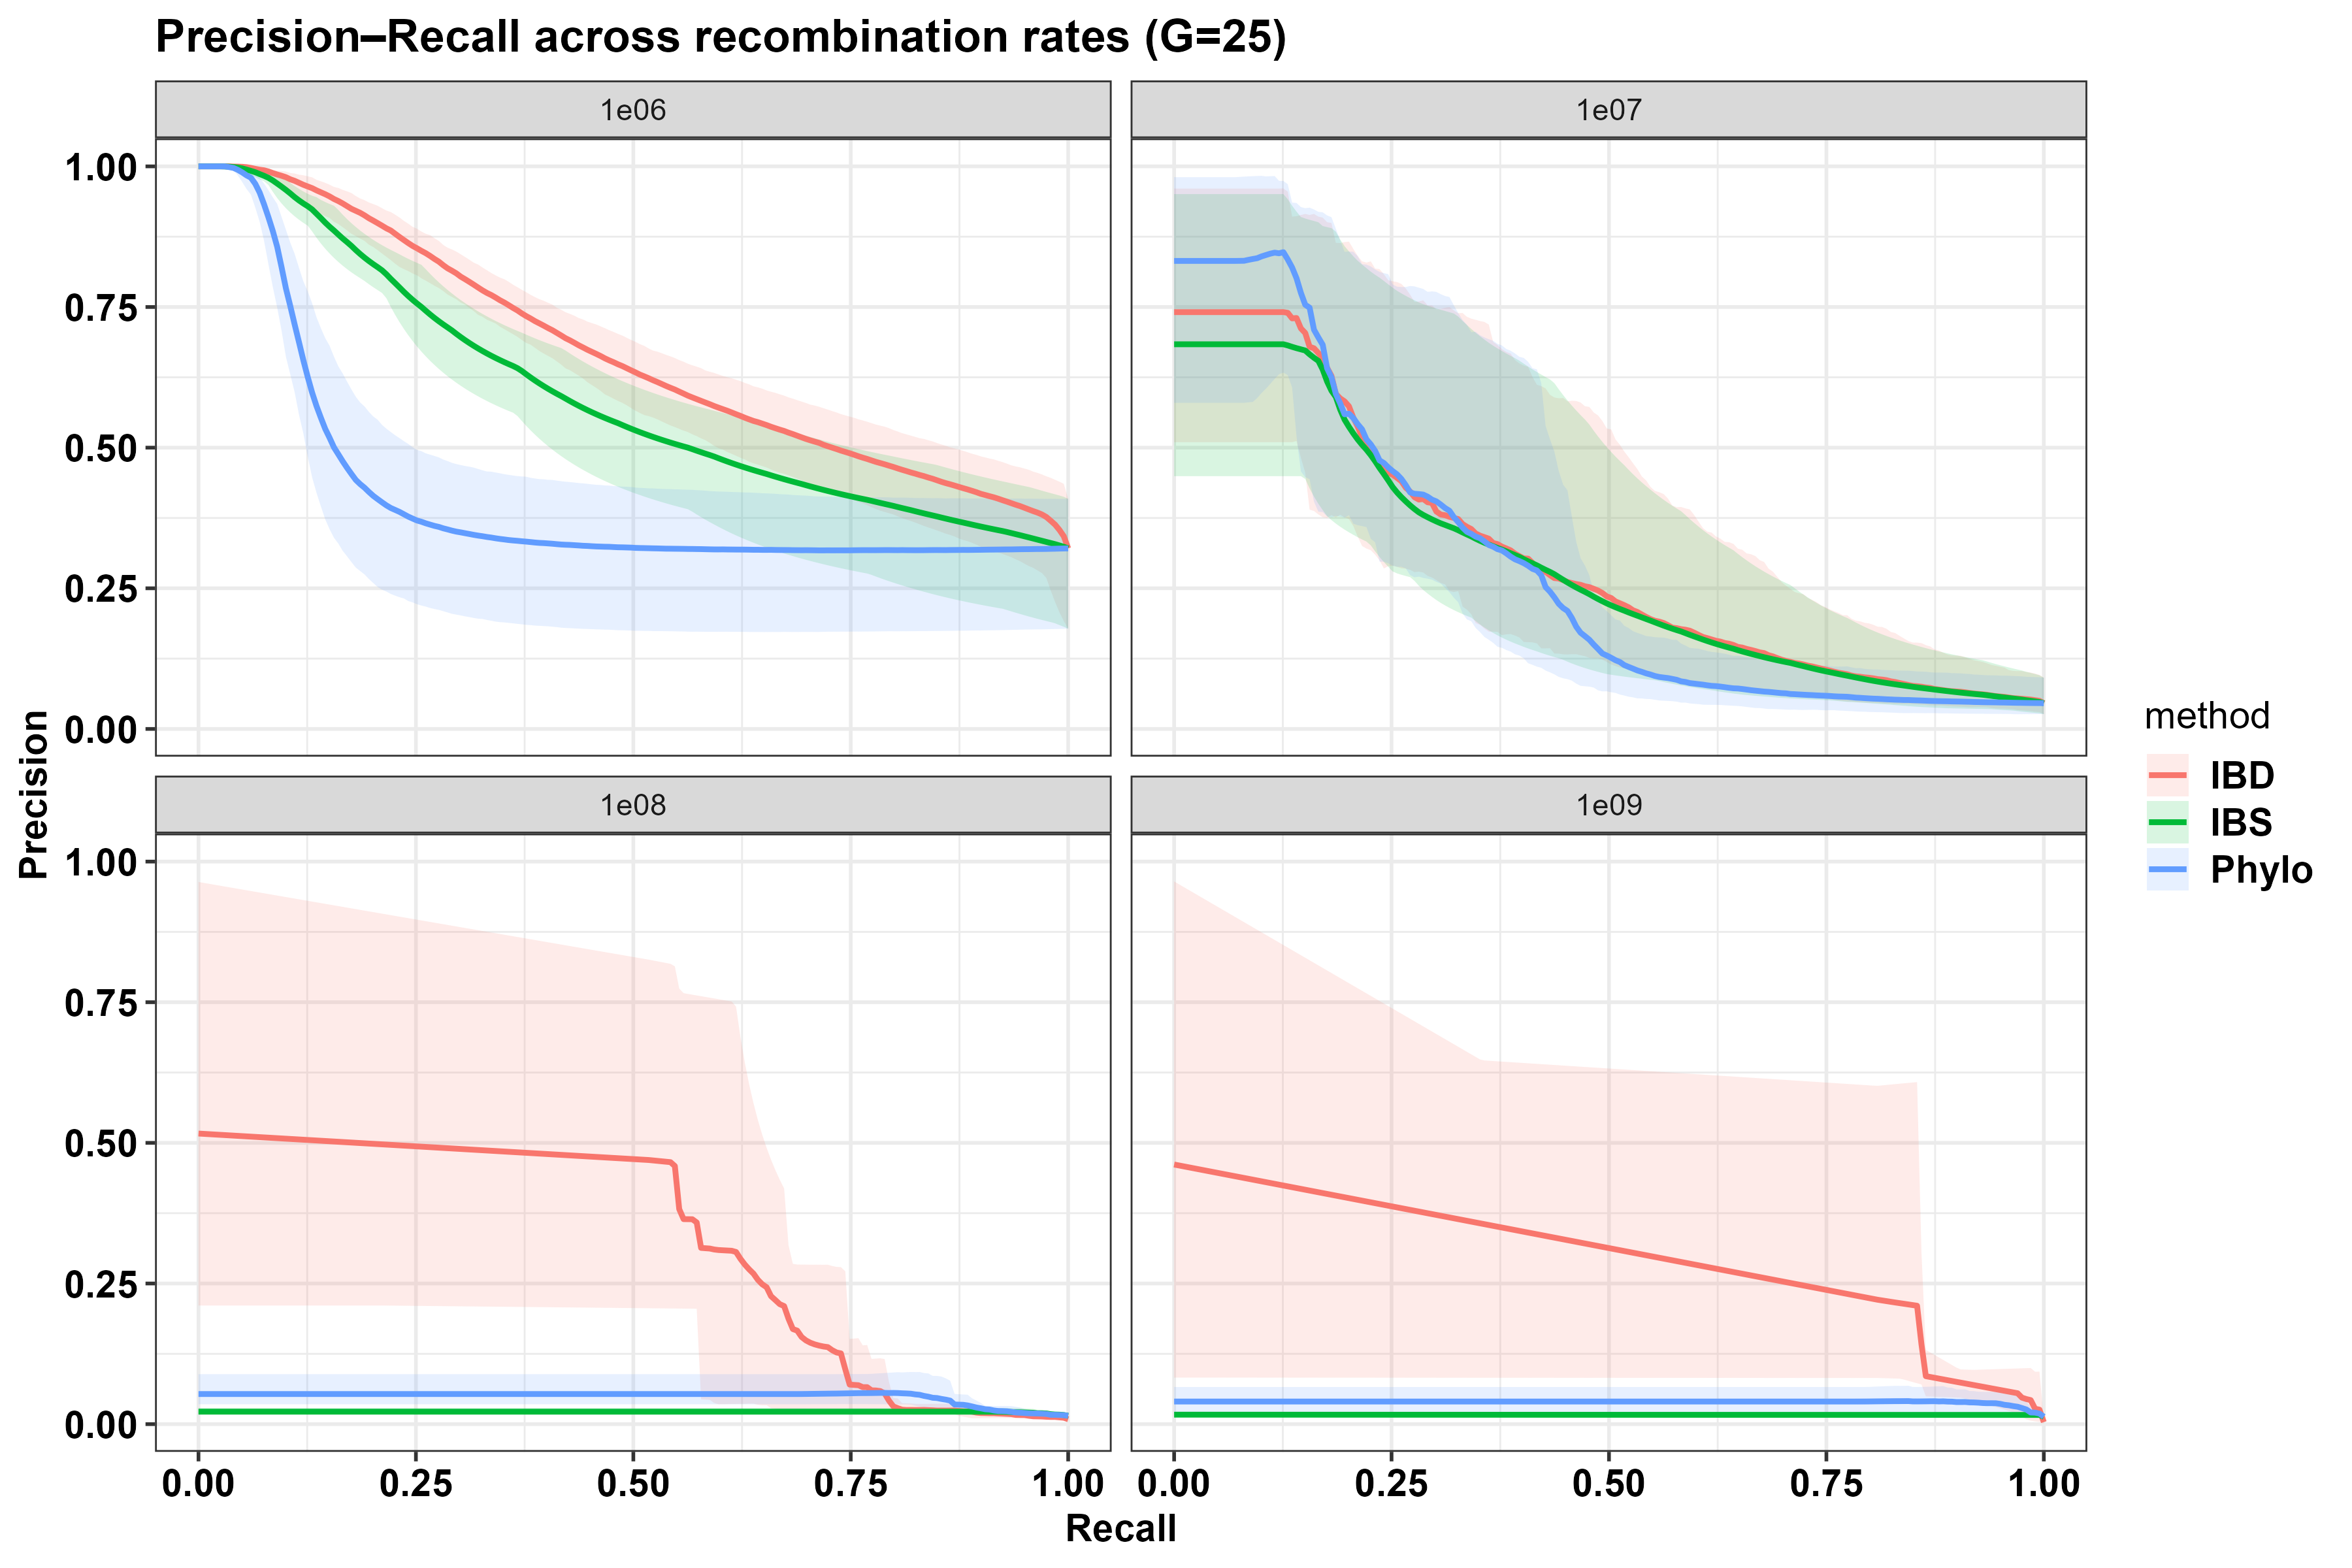 Precision–Recall across recombination rates (G=25)
1e06
1e07
1.00
0.75
0.50
0.25
0.00
1e08
1e09
1.00
0.75
0.50
0.25
0.00
0.00 0.25 0.50 0.75 1.00
0.00 0.25 0.50 0.75 1.00
Recall
Precision
method
IBD
IBS
Phylo